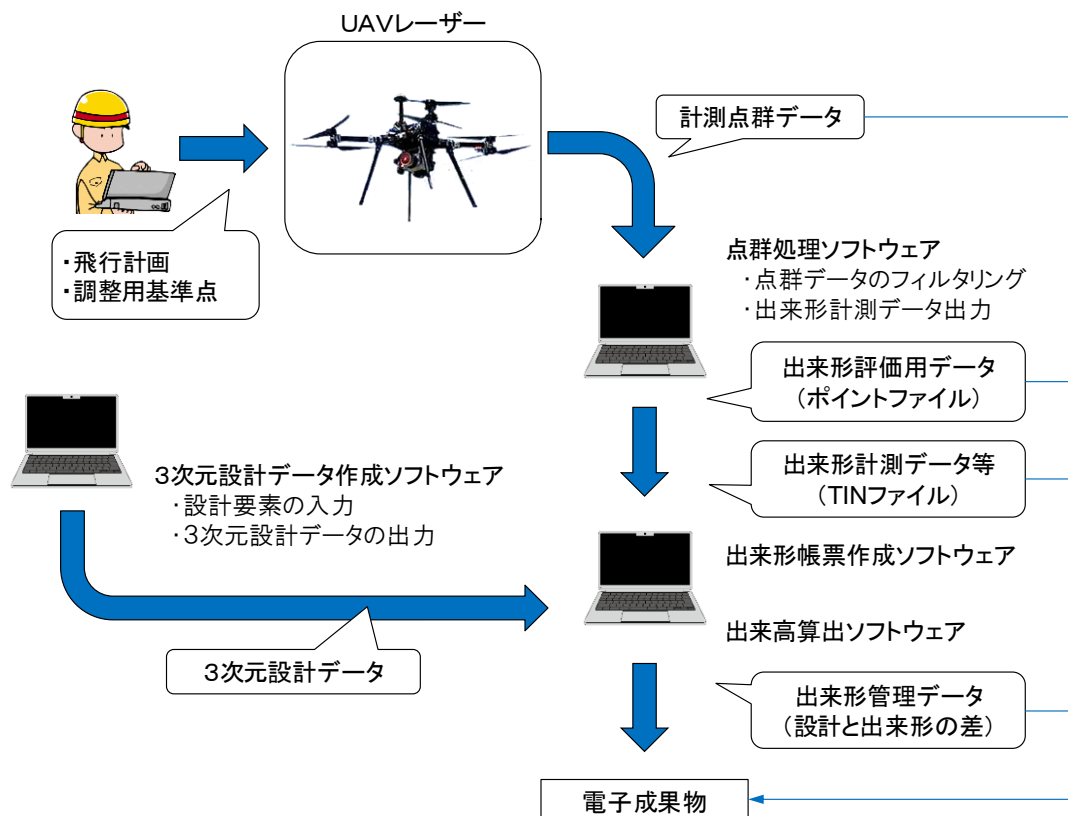 UAVレーザー
計測点群データ
・飛行計画
・調整用基準点
点群処理ソフトウェア
・点群データのフィルタリング
・出来形計測データ出力
出来形評価用データ
（ポイントファイル）
3次元設計データ作成ソフトウェア
・設計要素の入力
・3次元設計データの出力
出来形計測データ等
（TINファイル）
出来形帳票作成ソフトウェア
出来高算出ソフトウェア
3次元設計データ
出来形管理データ
（設計と出来形の差）
電子成果物